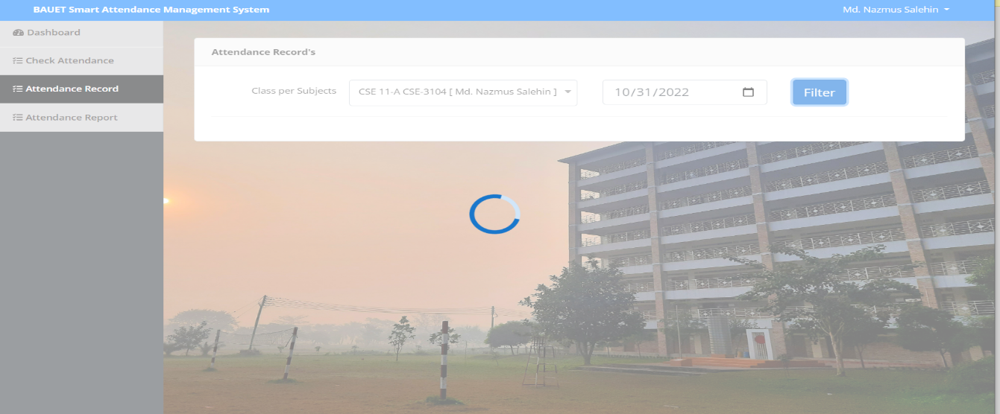 BAUET Smart Attendance Management System
Md. Nazmus Salehin
Dashboard
Check Attendance
Attendance Record
Attendance Report
Attendance Record's
Class per Subjects
CSE 11-A CSE-3104 [ Md. Nazmus Salehin ]
10/31/2022
Filter